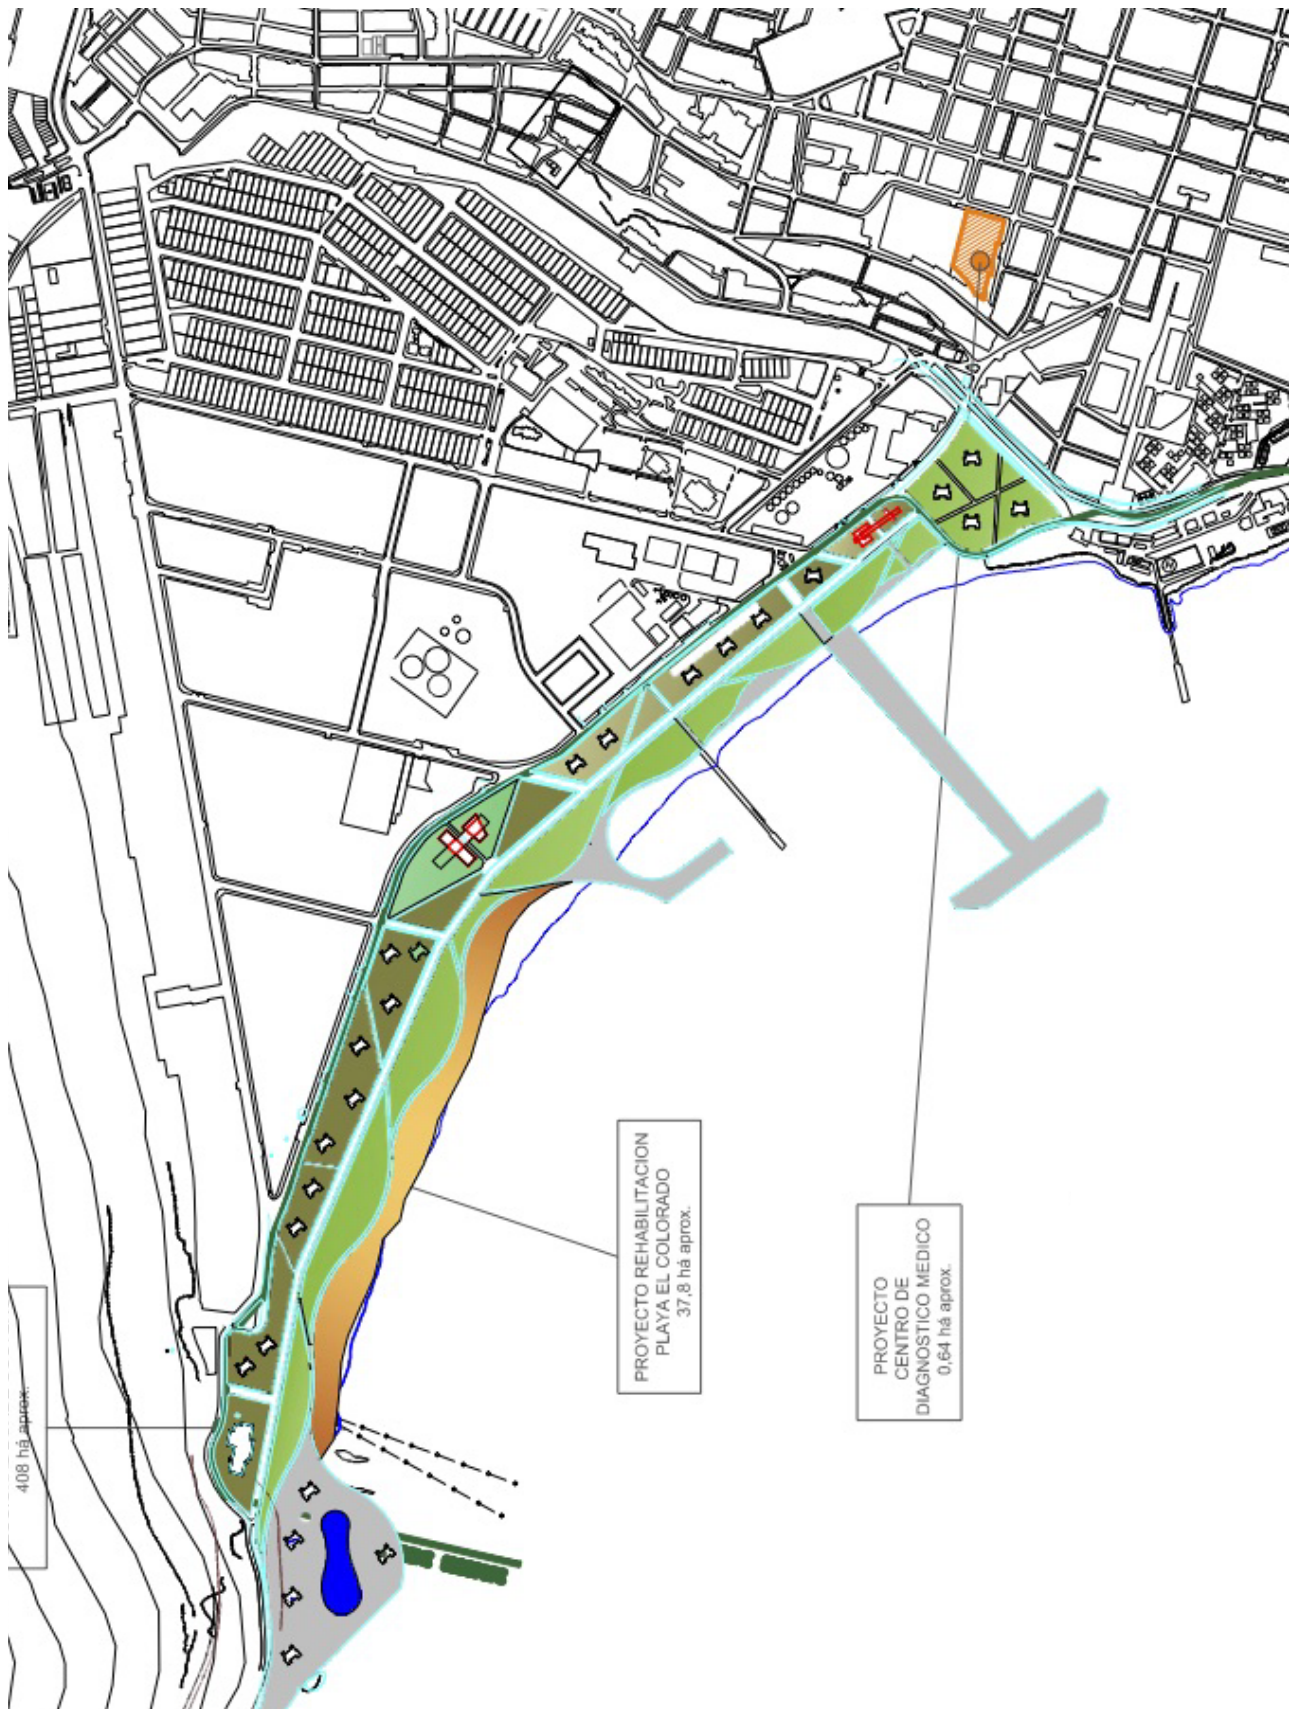 408 há aprox.
PROYECTO REHABILITACION
PLAYA EL COLORADO
37,8 há aprox.
PROYECTO
CENTRO DE
DIAGNOSTICO MEDICO
0,64 há aprox.